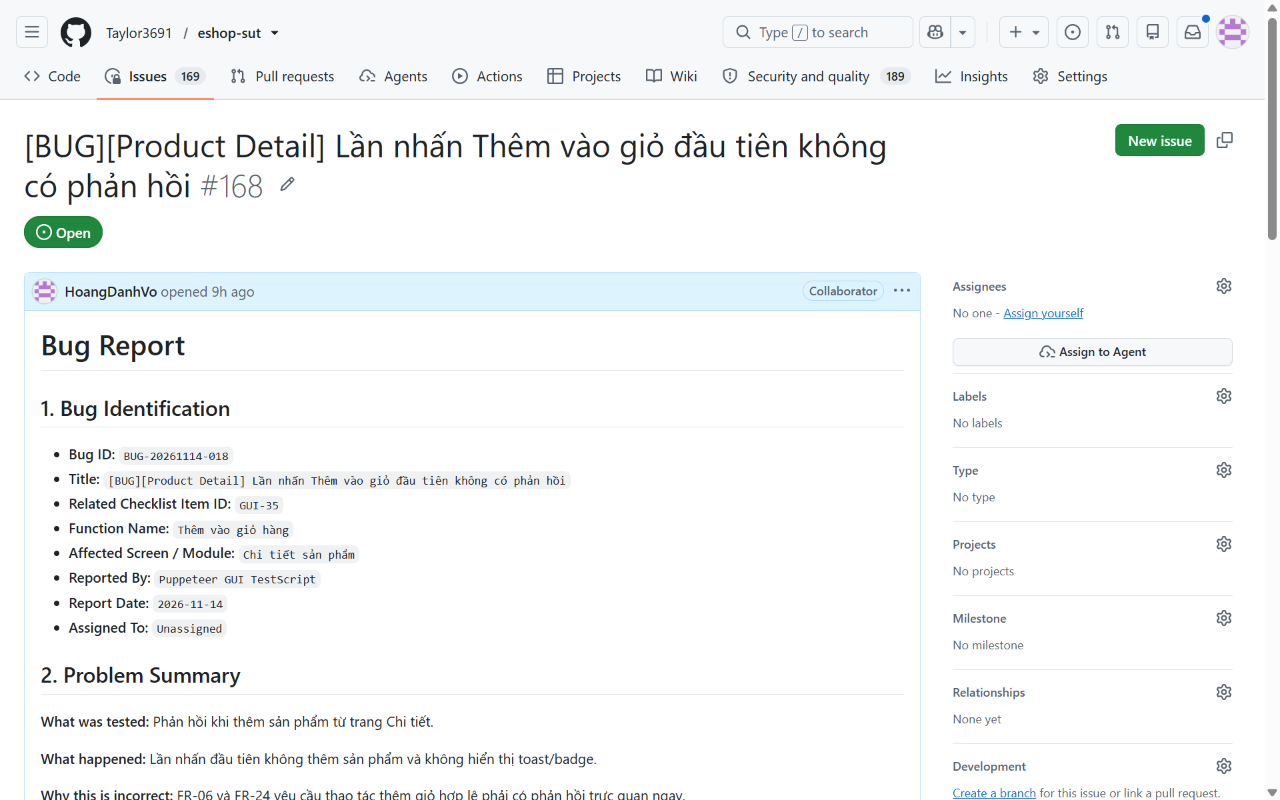 Taylor3691 / eshop-sut
Type / to search
Code
Issues 169
Pull requests
Agents
Actions
Projects
Wiki
Security and quality 189
Insights
Settings
[BUG][Product Detail] Lần nhấn Thêm vào giỏ đầu tiên không
có phản hồi #168
New issue
Open
HoangDanhVo opened 9h ago
Collaborator
Bug Report
1. Bug Identification
Bug ID: BUG-20261114-018
Title: [BUG][Product Detail] Lần nhấn Thêm vào giỏ đầu tiên không có phản hồi
Related Checklist Item ID: GUI-35
Function Name: Thêm vào giỏ hàng
Affected Screen / Module: Chi tiết sản phẩm
Reported By: Puppeteer GUI TestScript
Report Date: 2026-11-14
Assigned To: Unassigned
2. Problem Summary
What was tested: Phản hồi khi thêm sản phẩm từ trang Chi tiết.
What happened: Lần nhấn đầu tiên không thêm sản phẩm và không hiển thị toast/badge.
Why this is incorrect: FR-06 và FR-24 yêu cầu thao tác thêm giỏ hợp lệ phải có phản hồi trực quan ngay.
Assignees
No one - Assign yourself
Assign to Agent
Labels
No labels
Type
No type
Projects
No projects
Milestone
No milestone
Relationships
None yet
Development
Create a branch for this issue or link a pull request.